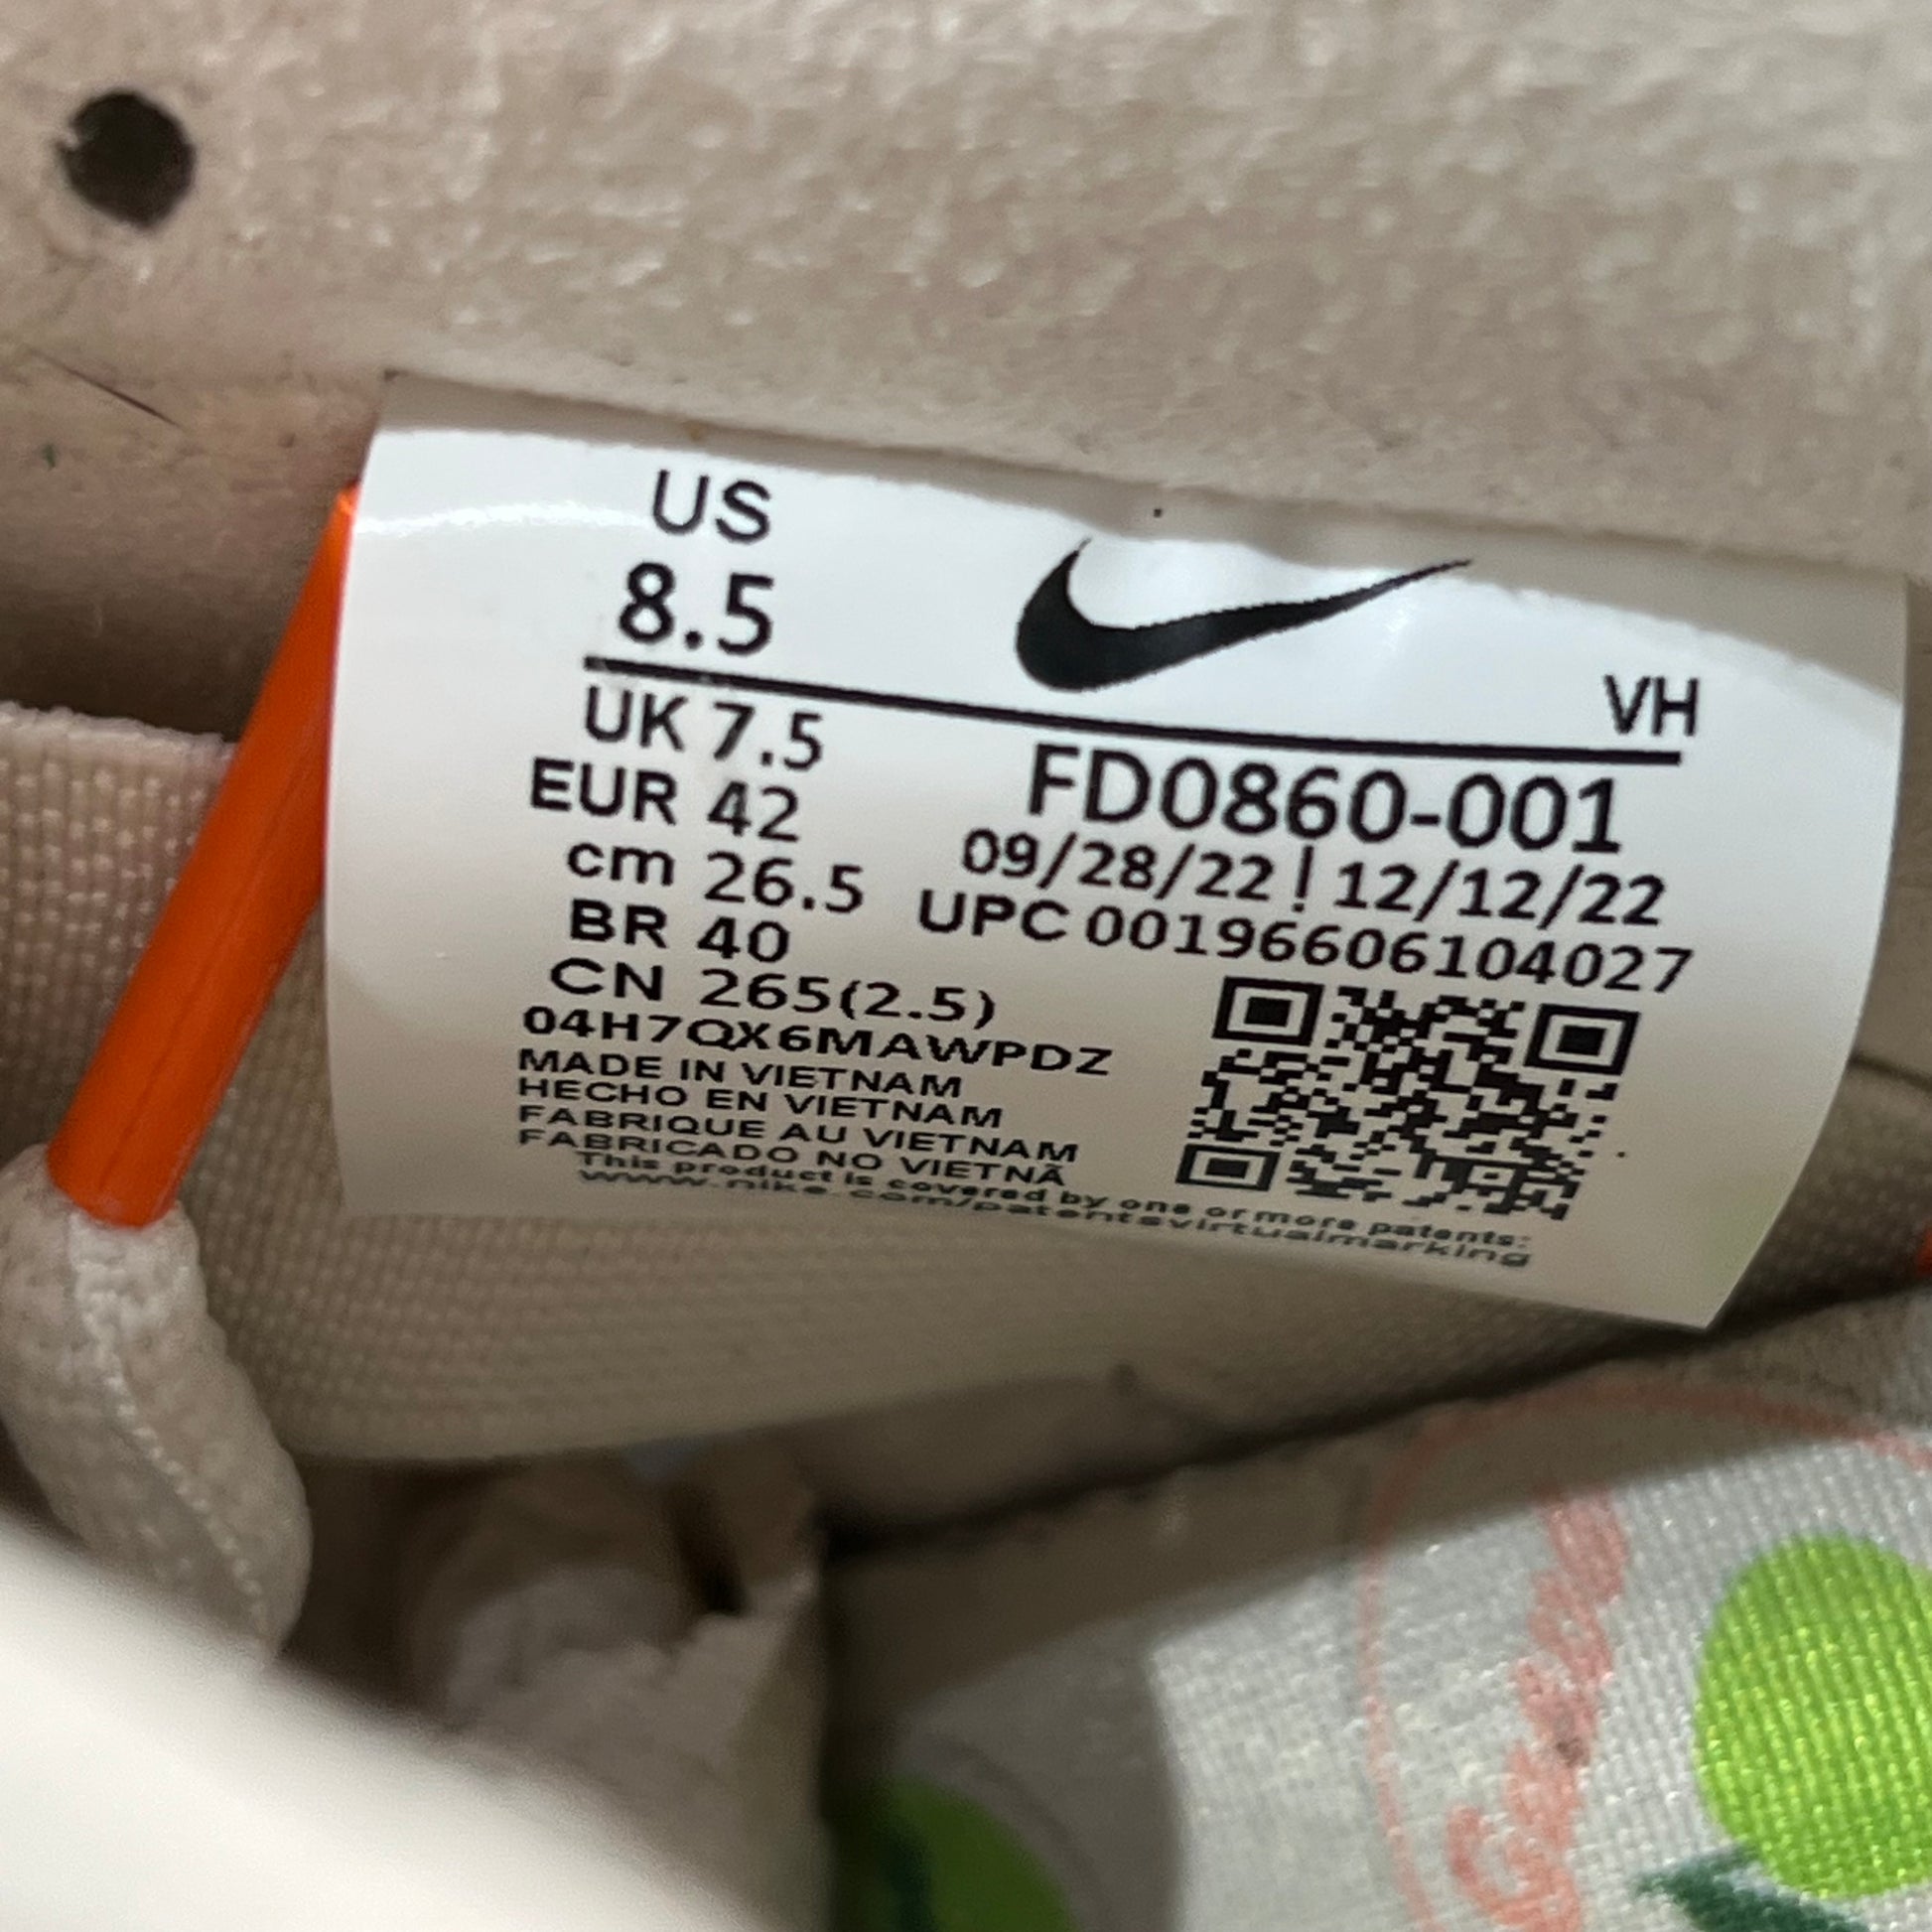 US
8.5
VH
UK 7.5
EUR 42
cm 26.5
BR 40
CN 265(2.5)
FD0860-001
09/28/22 | 12/12/22
UPC 00196606104027
04H7QX6MAWPDZ
MADE IN VIETNAM
HECHO EN VIETNAM
FABRIQUE AU VIETNAM
FABRICADO NO VIETNÃ
This product is covered by one or more patents:
www.nike.com/patentsvirtualmarking